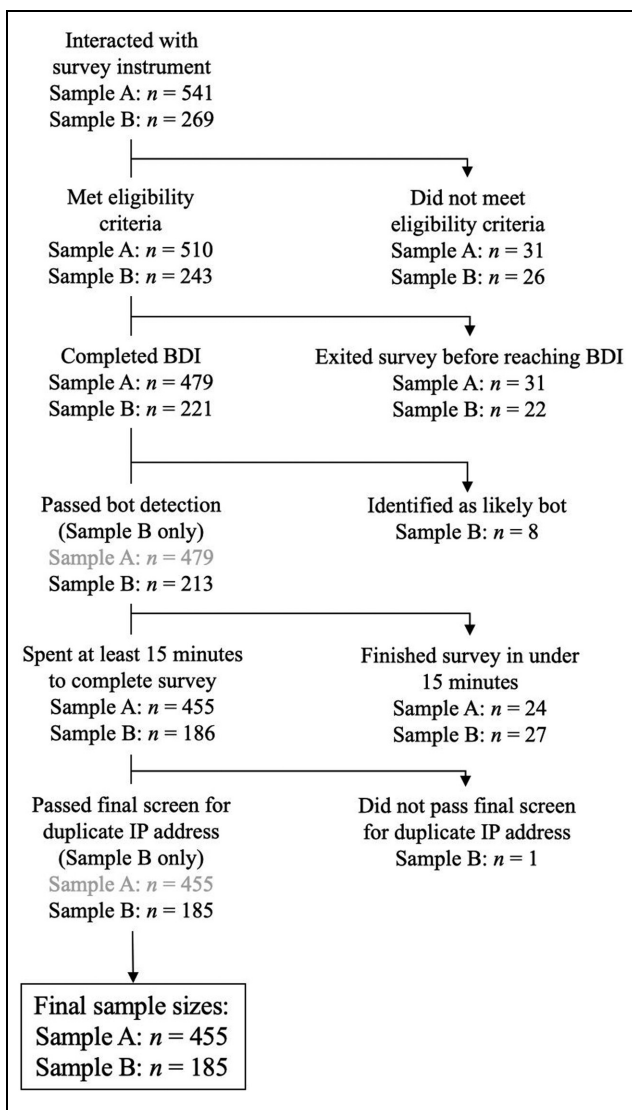 Interacted with
survey instrument
Sample A: n = 541
Sample B: n = 269
Met eligibility
criteria
Sample A: n = 510
Sample B: n = 243
Did not meet
eligibility criteria
Sample A: n = 31
Sample B: n = 26
Completed BDI
Sample A: n = 479
Sample B: n = 221
Exited survey before reaching BDI
Sample A: n = 31
Sample B: n = 22
Passed bot detection
(Sample B only)
Sample A: n = 479
Sample B: n = 213
Identified as likely bot
Sample B: n = 8
Spent at least 15 minutes
to complete survey
Sample A: n = 455
Sample B: n = 186
Finished survey in under
15 minutes
Sample A: n = 24
Sample B: n = 27
Passed final screen for
duplicate IP address
(Sample B only)
Sample A: n = 455
Sample B: n = 185
Did not pass final screen
for duplicate IP address
Sample B: n = 1
Final sample sizes:
Sample A: n = 455
Sample B: n = 185